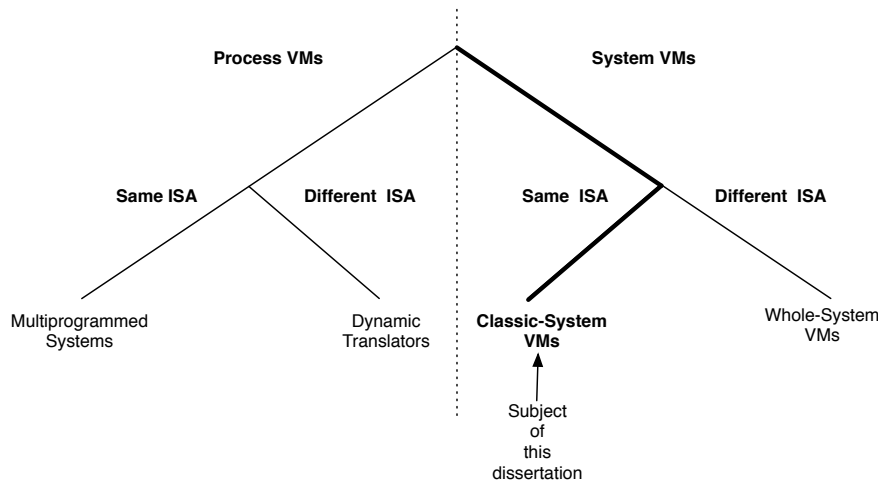 Process VMs
System VMs
Same ISA
Different ISA
Same ISA
Different ISA
Multiprogrammed
Systems
Dynamic
Translators
Classic-System
VMs
Whole-System
VMs
Subject
of
this
dissertation